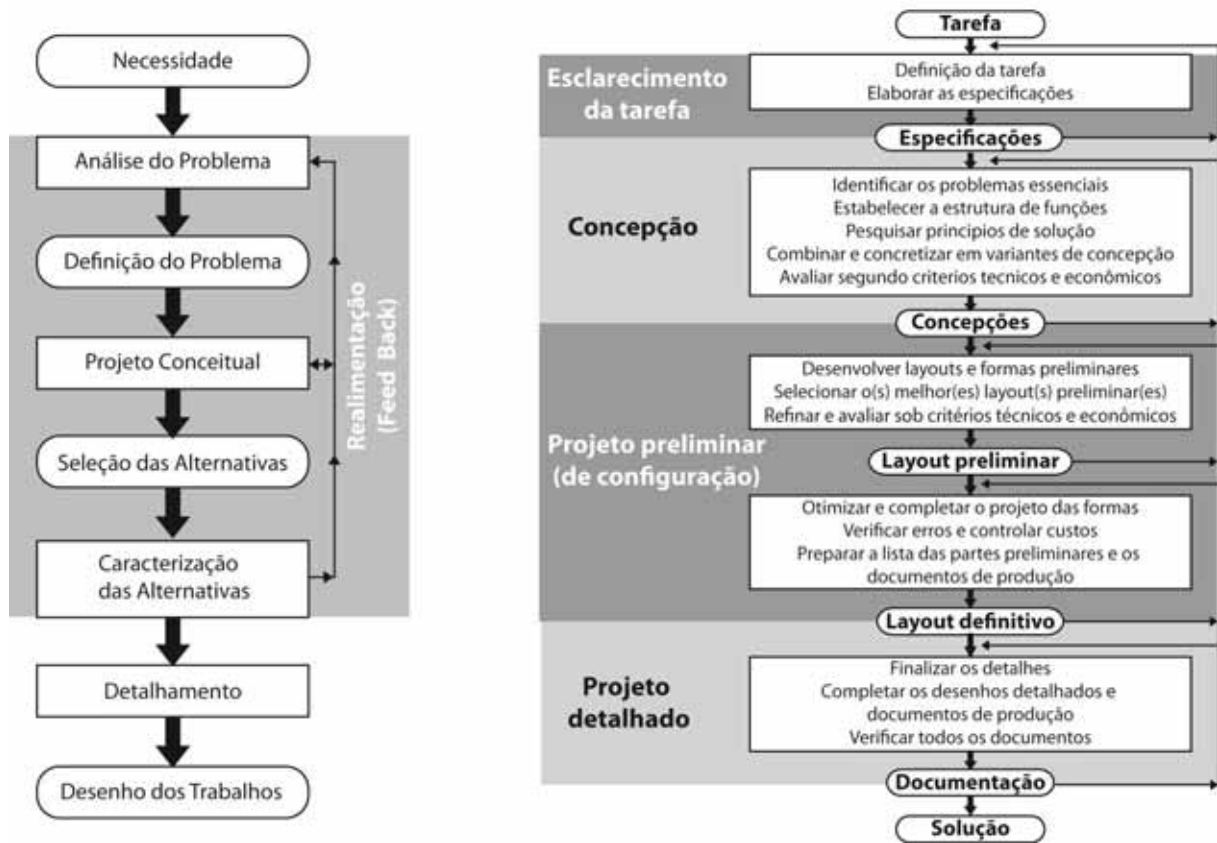 Necessidade
Análise do Problema
Definição do Problema
Projeto Conceitual
Seleção das Alternativas
Caracterização
das Alternativas
Realimentação
(Feed Back)
Detalhamento
Desenho dos Trabalhos
Tarefa
Esclarecimento
da tarefa
Definição da tarefa
Elaborar as especificações
Especificações
Concepção
Identificar os problemas essenciais
Estabelecer a estrutura de funções
Pesquisar principios de solução
Combinar e concretizar em variantes de concepção
Avaliar segundo criterios tecnicos e econômicos
Concepções
Projeto preliminar
(de configuração)
Desenvolver layouts e formas preliminares
Selecionar o(s) melhor(es) layout(s) preliminar(es)
Refinar e avaliar sob critérios técnicos e econômicos
Layout preliminar
Otimizar e completar o projeto das formas
Verificar erros e controlar custos
Preparar a lista das partes preliminares e os
documentos de produção
Layout definitivo
Projeto
detalhado
Finalizar os detalhes
Completar os desenhos detalhados e
documentos de produção
Verificar todos os documentos
Documentação
Solução